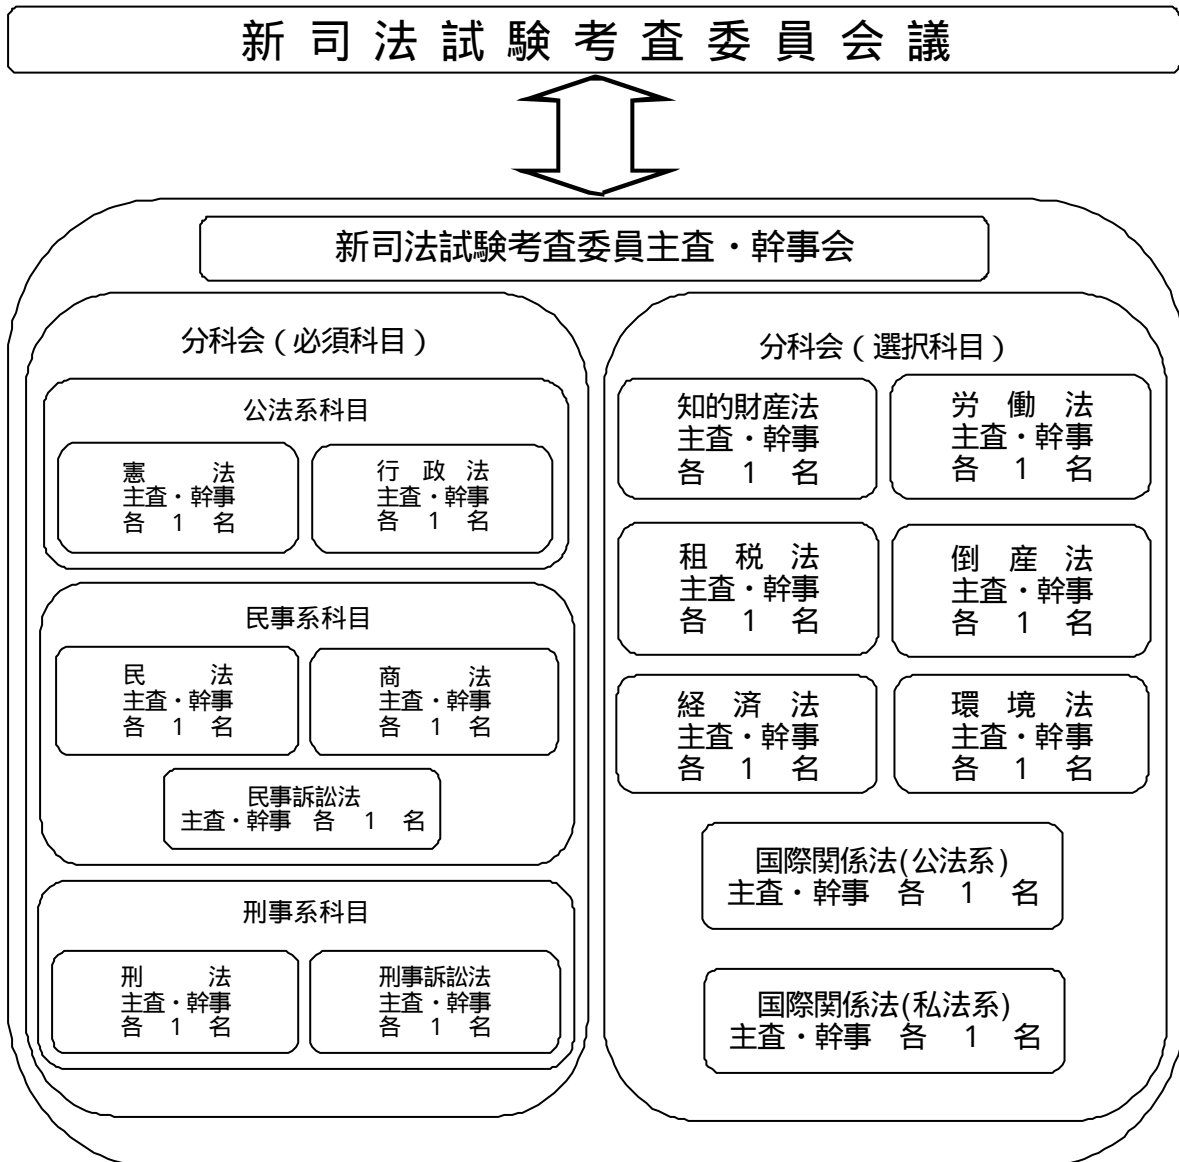 新司法試験考査委員会議
新司法試験考査委員主査・幹事会
分科会(必須科目)
公法系科目
憲法
主査・幹事
各1名
行政法
主査・幹事
各1名
民事系科目
民法
主査・幹事
各1名
商法
主査・幹事
各1名
民事訴訟法
主査・幹事 各1名
刑事系科目
刑法
主査・幹事
各1名
刑事訴訟法
主査・幹事
各1名
分科会(選択科目)
知的財産法
主査・幹事
各1名
労働法
主査・幹事
各1名
租税法
主査・幹事
各1名
倒産法
主査・幹事
各1名
経済法
主査・幹事
各1名
環境法
主査・幹事
各1名
国際関係法(公法系)
主査・幹事 各1名
国際関係法(私法系)
主査・幹事 各1名